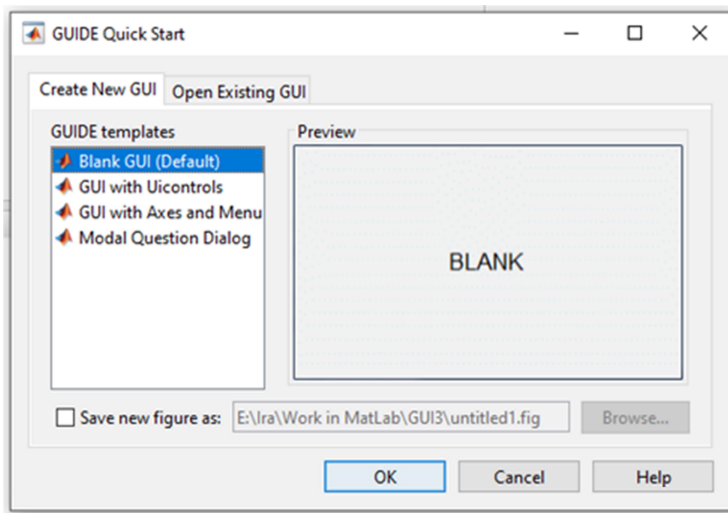 GUIDE Quick Start
Create New GUI
Open Existing GUI
GUIDE templates
Blank GUI (Default)
GUI with Uicontrols
GUI with Axes and Menu
Modal Question Dialog
Preview
BLANK
Save new figure as:
E:\Ira\Work in MatLab\GUI3\untitled1.fig
Browse...
OK
Cancel
Help